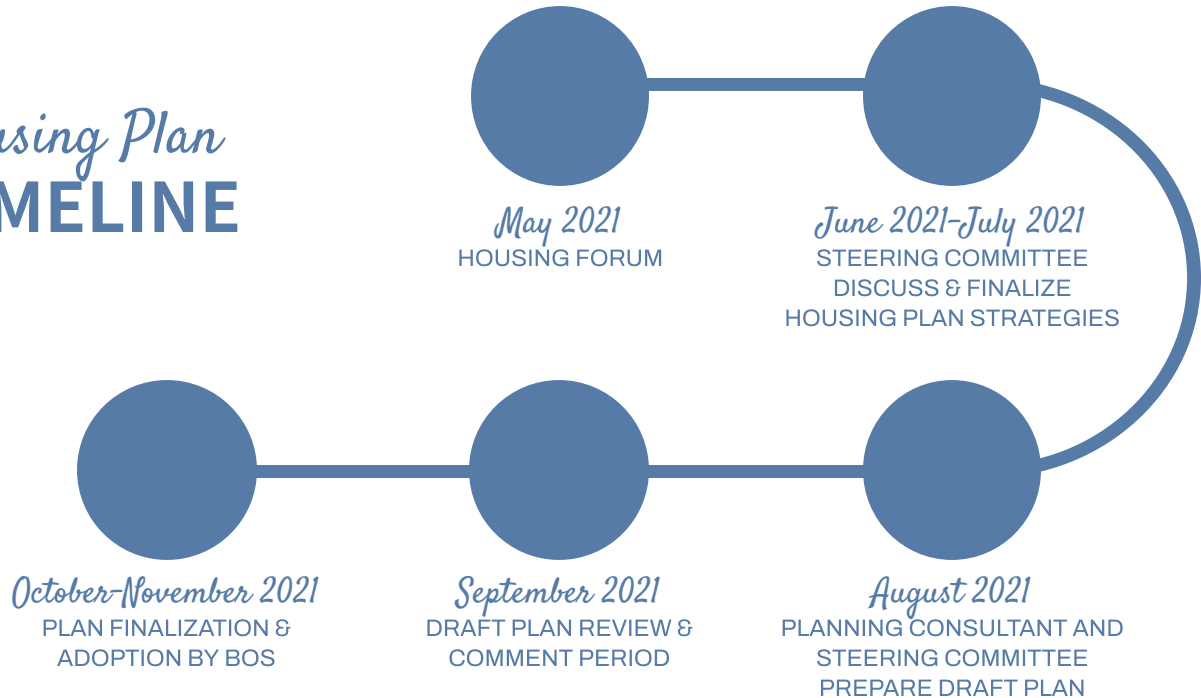 using Plan
MELINE
May 2021
HOUSING FORUM
June 2021-July 2021
STEERING COMMITTEE
DISCUSS & FINALIZE
HOUSING PLAN STRATEGIES
October-November 2021
PLAN FINALIZATION &
ADOPTION BY BOS
September 2021
DRAFT PLAN REVIEW &
COMMENT PERIOD
August 2021
PLANNING CONSULTANT AND
STEERING COMMITTEE
PREPARE DRAFT PLAN